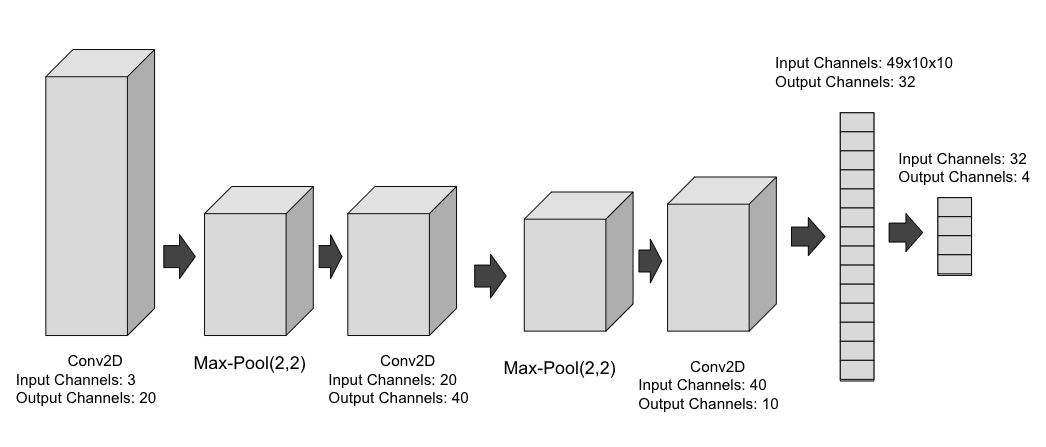 Conv2D
Input Channels: 3
Output Channels: 20
Max-Pool(2,2)
Conv2D
Input Channels: 20
Output Channels: 40
Max-Pool(2,2)
Conv2D
Input Channels: 40
Output Channels: 10
Input Channels: 49x10x10
Output Channels: 32
Input Channels: 32
Output Channels: 4